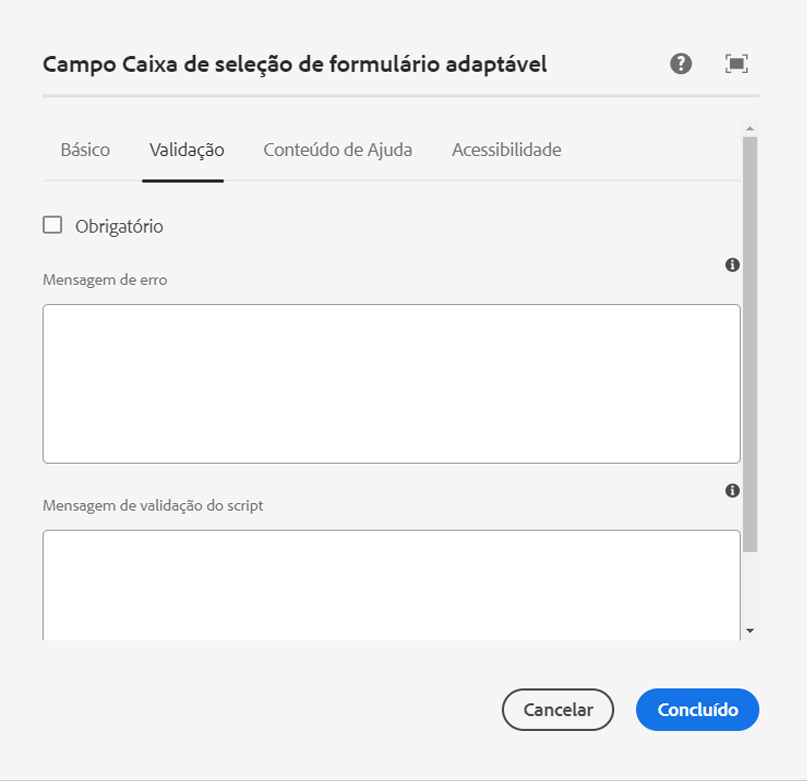 Campo Caixa de seleção de formulário adaptável
Básico Validação Conteúdo de Ajuda Acessibilidade
Obrigatório
Mensagem de erro
Mensagem de validação do script
Cancelar Concluído